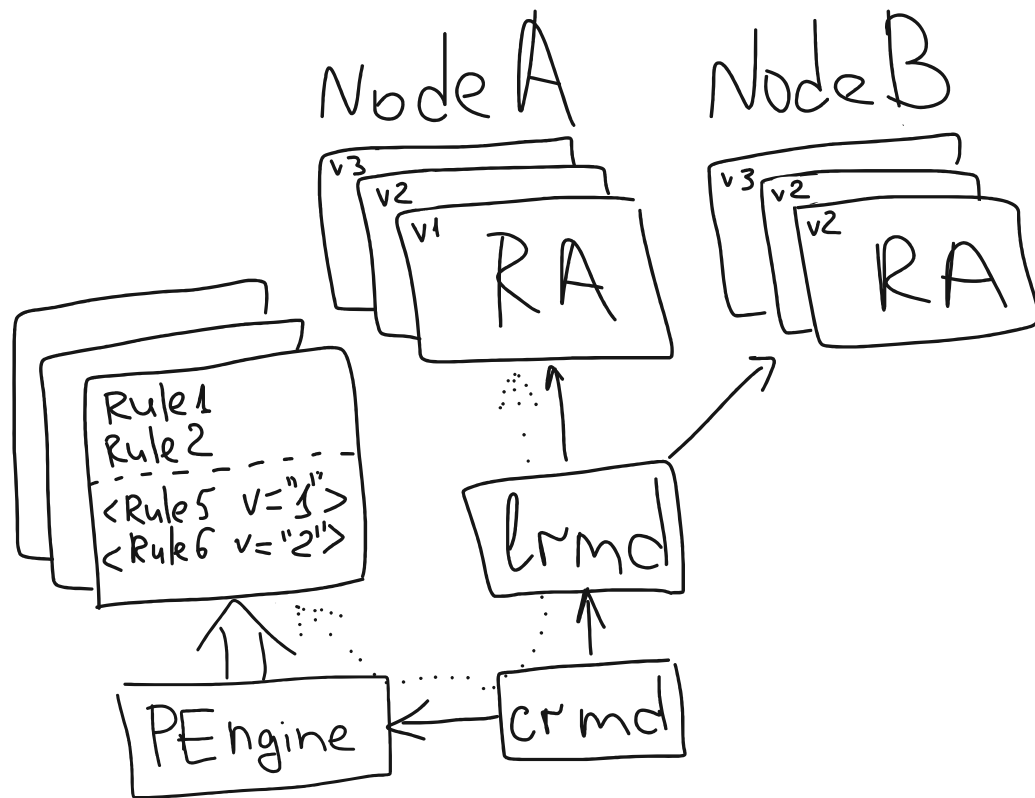 Node A
Node B
v3
v2
v1
RA
v3
v2
v2
RA
Rule1
Rule2
<Rule5 v="1">
<Rule6 v="2">
lrmd
PEngine
crmd